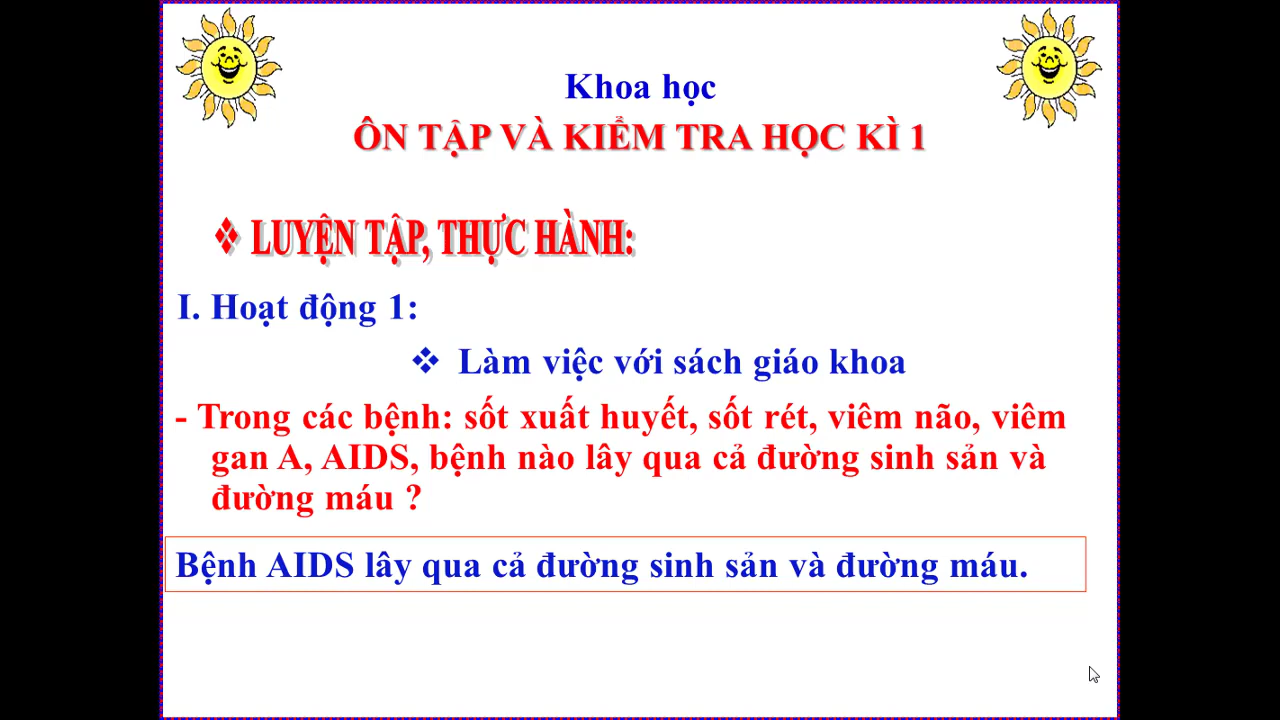 Khoa học
ÔN TẬP VÀ KIỂM TRA HỌC KÌ 1
❖ LUYỆN TẬP, THỰC HÀNH:
I. Hoạt động 1:
❖ Làm việc với sách giáo khoa
- Trong các bệnh: sốt xuất huyết, sốt rét, viêm não, viêm
gan A, AIDS, bệnh nào lây qua cả đường sinh sản và
đường máu ?
Bệnh AIDS lây qua cả đường sinh sản và đường máu.